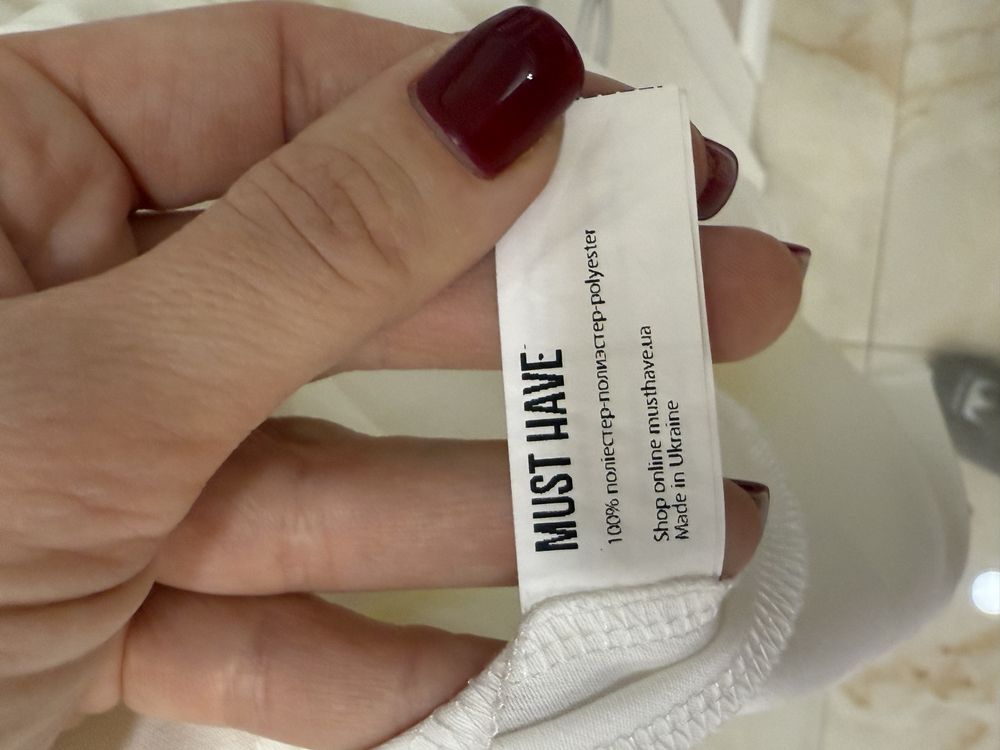 MUST HAVE
100% поліестер-полиэстер-polyester
Shop online musthave.ua
Made in Ukraine